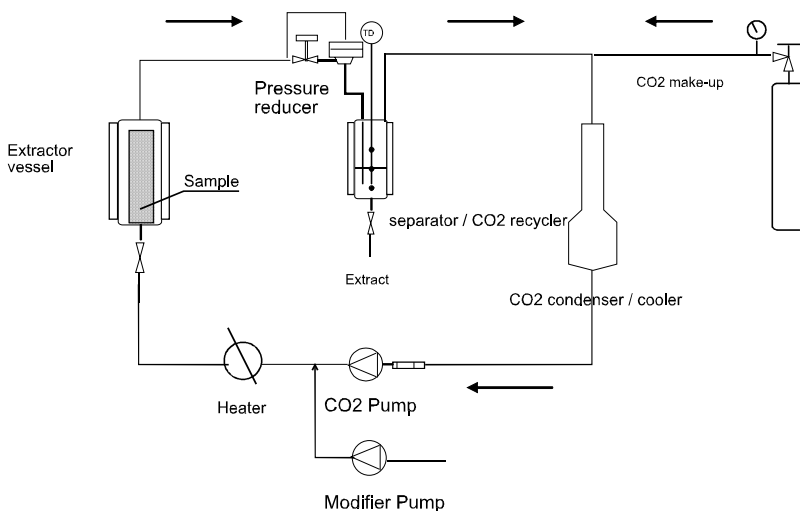 TD
Pressure
reducer
CO2 make-up
Extractor
vessel
Sample
separator / CO2 recycler
Extract
CO2 condenser / cooler
Heater
CO2 Pump
Modifier Pump